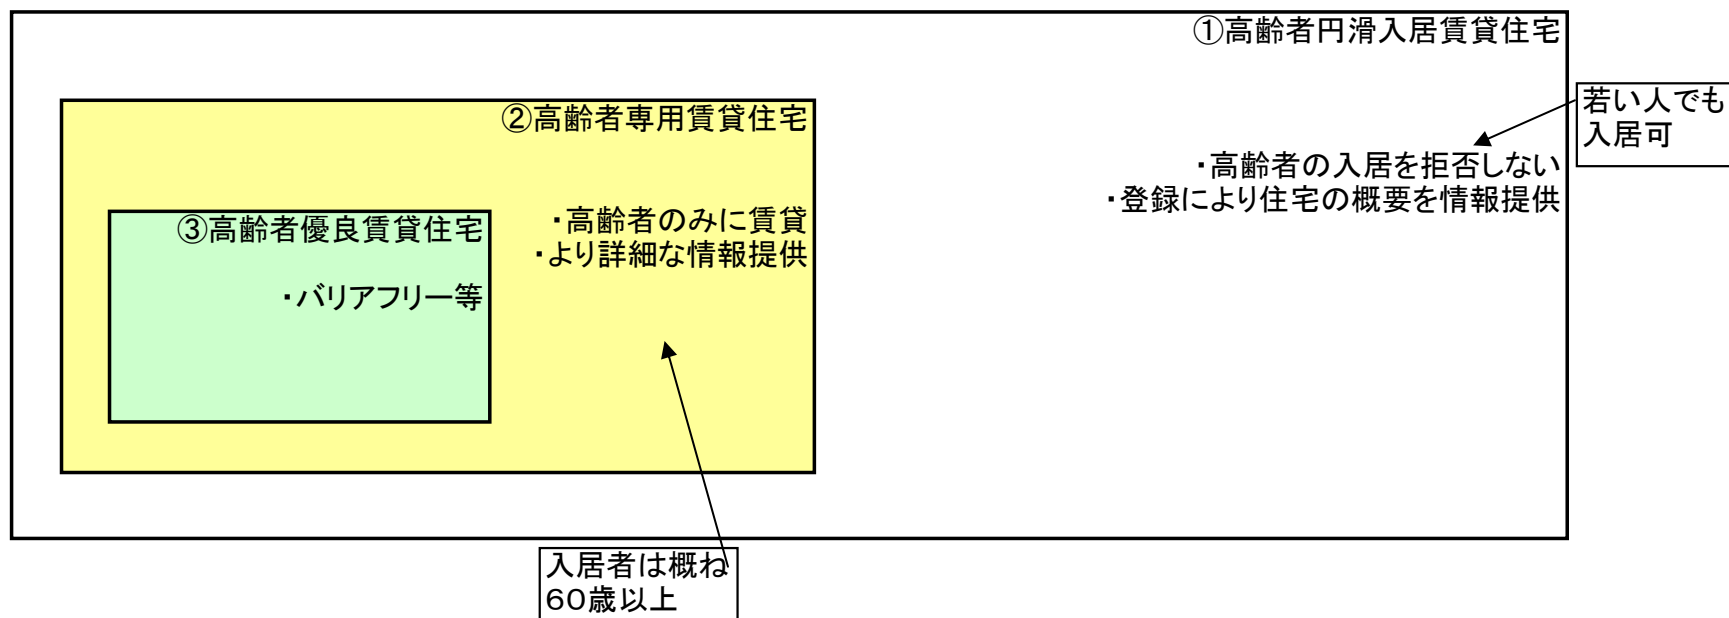 ①高齢者円滑入居賃貸住宅
若い人でも
入居可
・高齢者の入居を拒否しない
・登録により住宅の概要を情報提供
②高齢者専用賃貸住宅
・高齢者のみに賃貸
・より詳細な情報提供
③高齢者優良賃貸住宅
・バリアフリー等
入居者は概ね
60歳以上